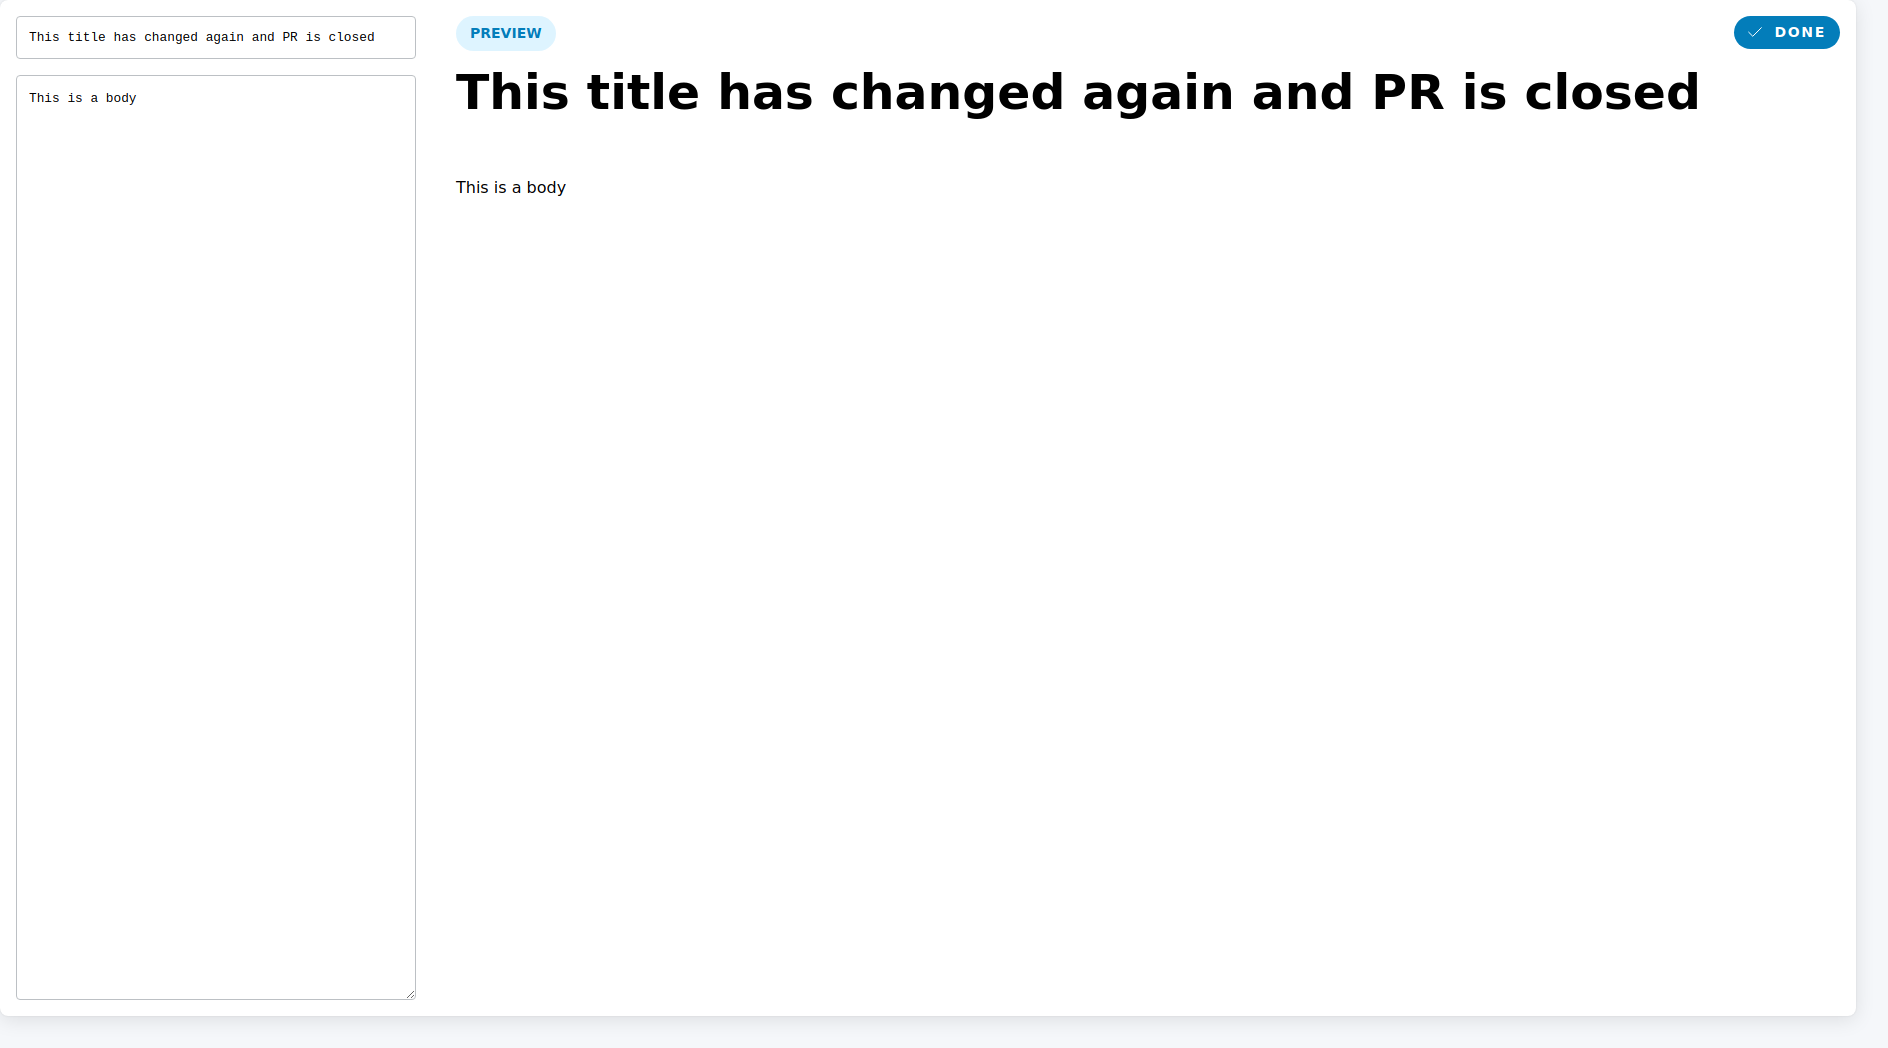 This title has changed again and PR is closed
This is a body
PREVIEW
DONE
This title has changed again and PR is closed
This is a body